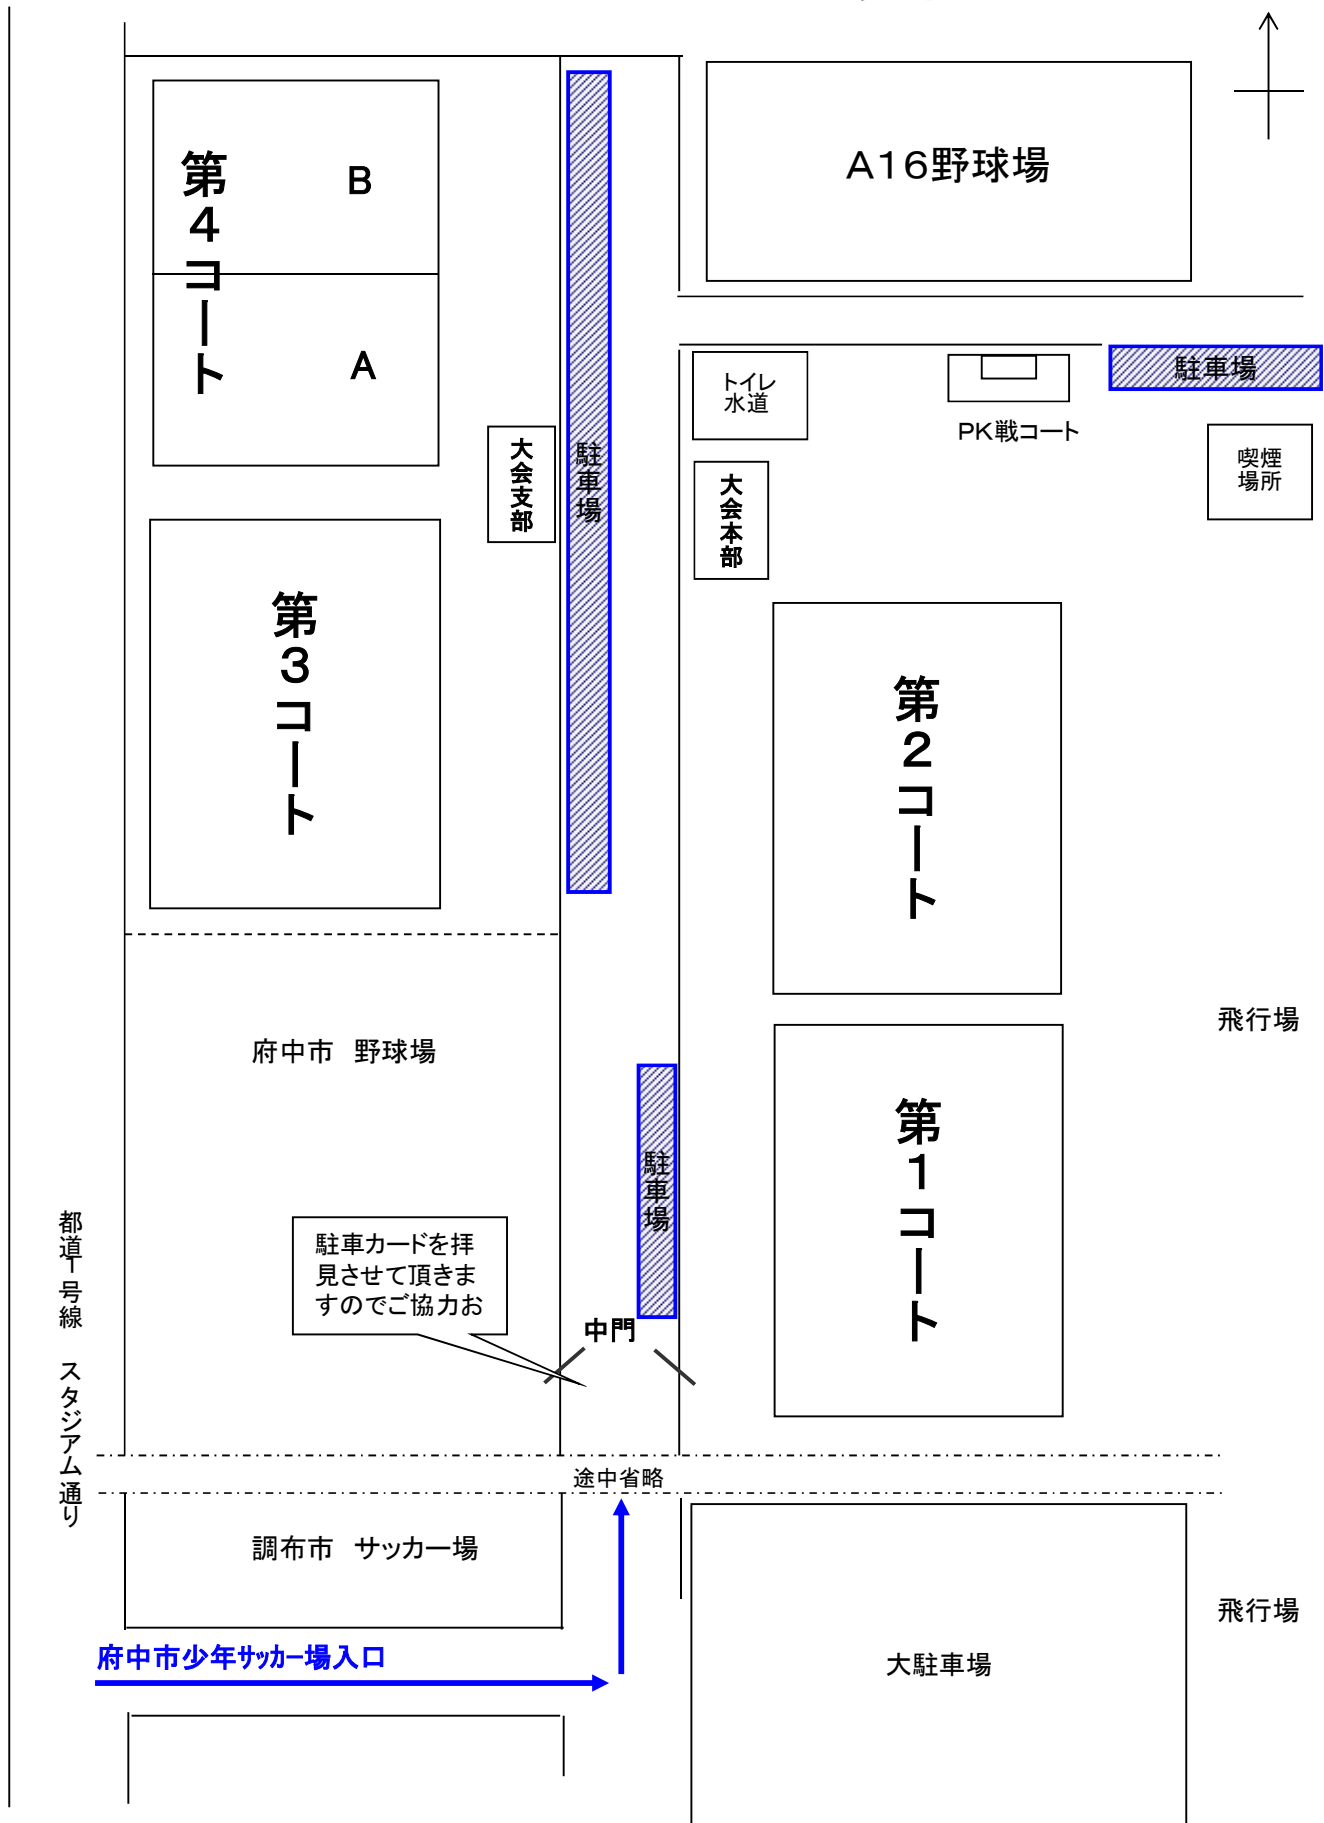 A16野球場
第4コート
B
A
駐車場
トイレ
水道
PK戦コート
駐車場
喫煙
場所
大会支部
大会本部
第3コート
第2コート
府中市 野球場
飛行場
第1コート
駐車場
駐車カードを拝
見させて頂きま
すのでご協力お
中門
都道1号線 スタジアム通り
途中省略
調布市 サッカー場
飛行場
府中市少年サッカー場入口
大駐車場